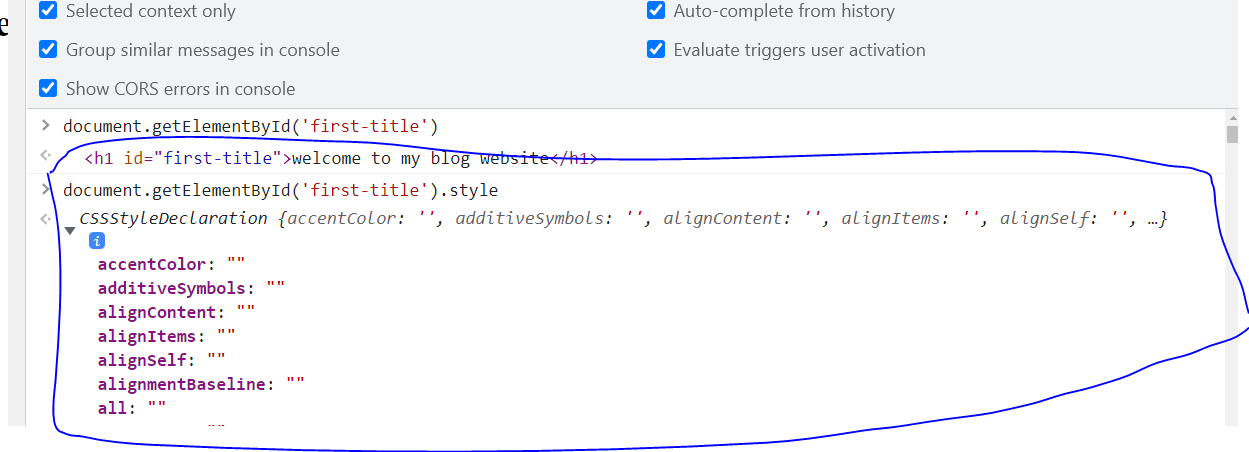 Selected context only
Auto-complete from history
Group similar messages in console
Evaluate triggers user activation
Show CORS errors in console
document.getElementById('first-title')
<h1 id="first-title">welcome to my blog website</h1>
document.getElementById('first-title').style
CSSStyleDeclaration {accentColor: '', additiveSymbols: '', alignContent: '', alignItems: '', alignSelf: '', …}
i
accentColor: ""
additiveSymbols: ""
alignContent: ""
alignItems: ""
alignSelf: ""
alignmentBaseline: ""
all: ""